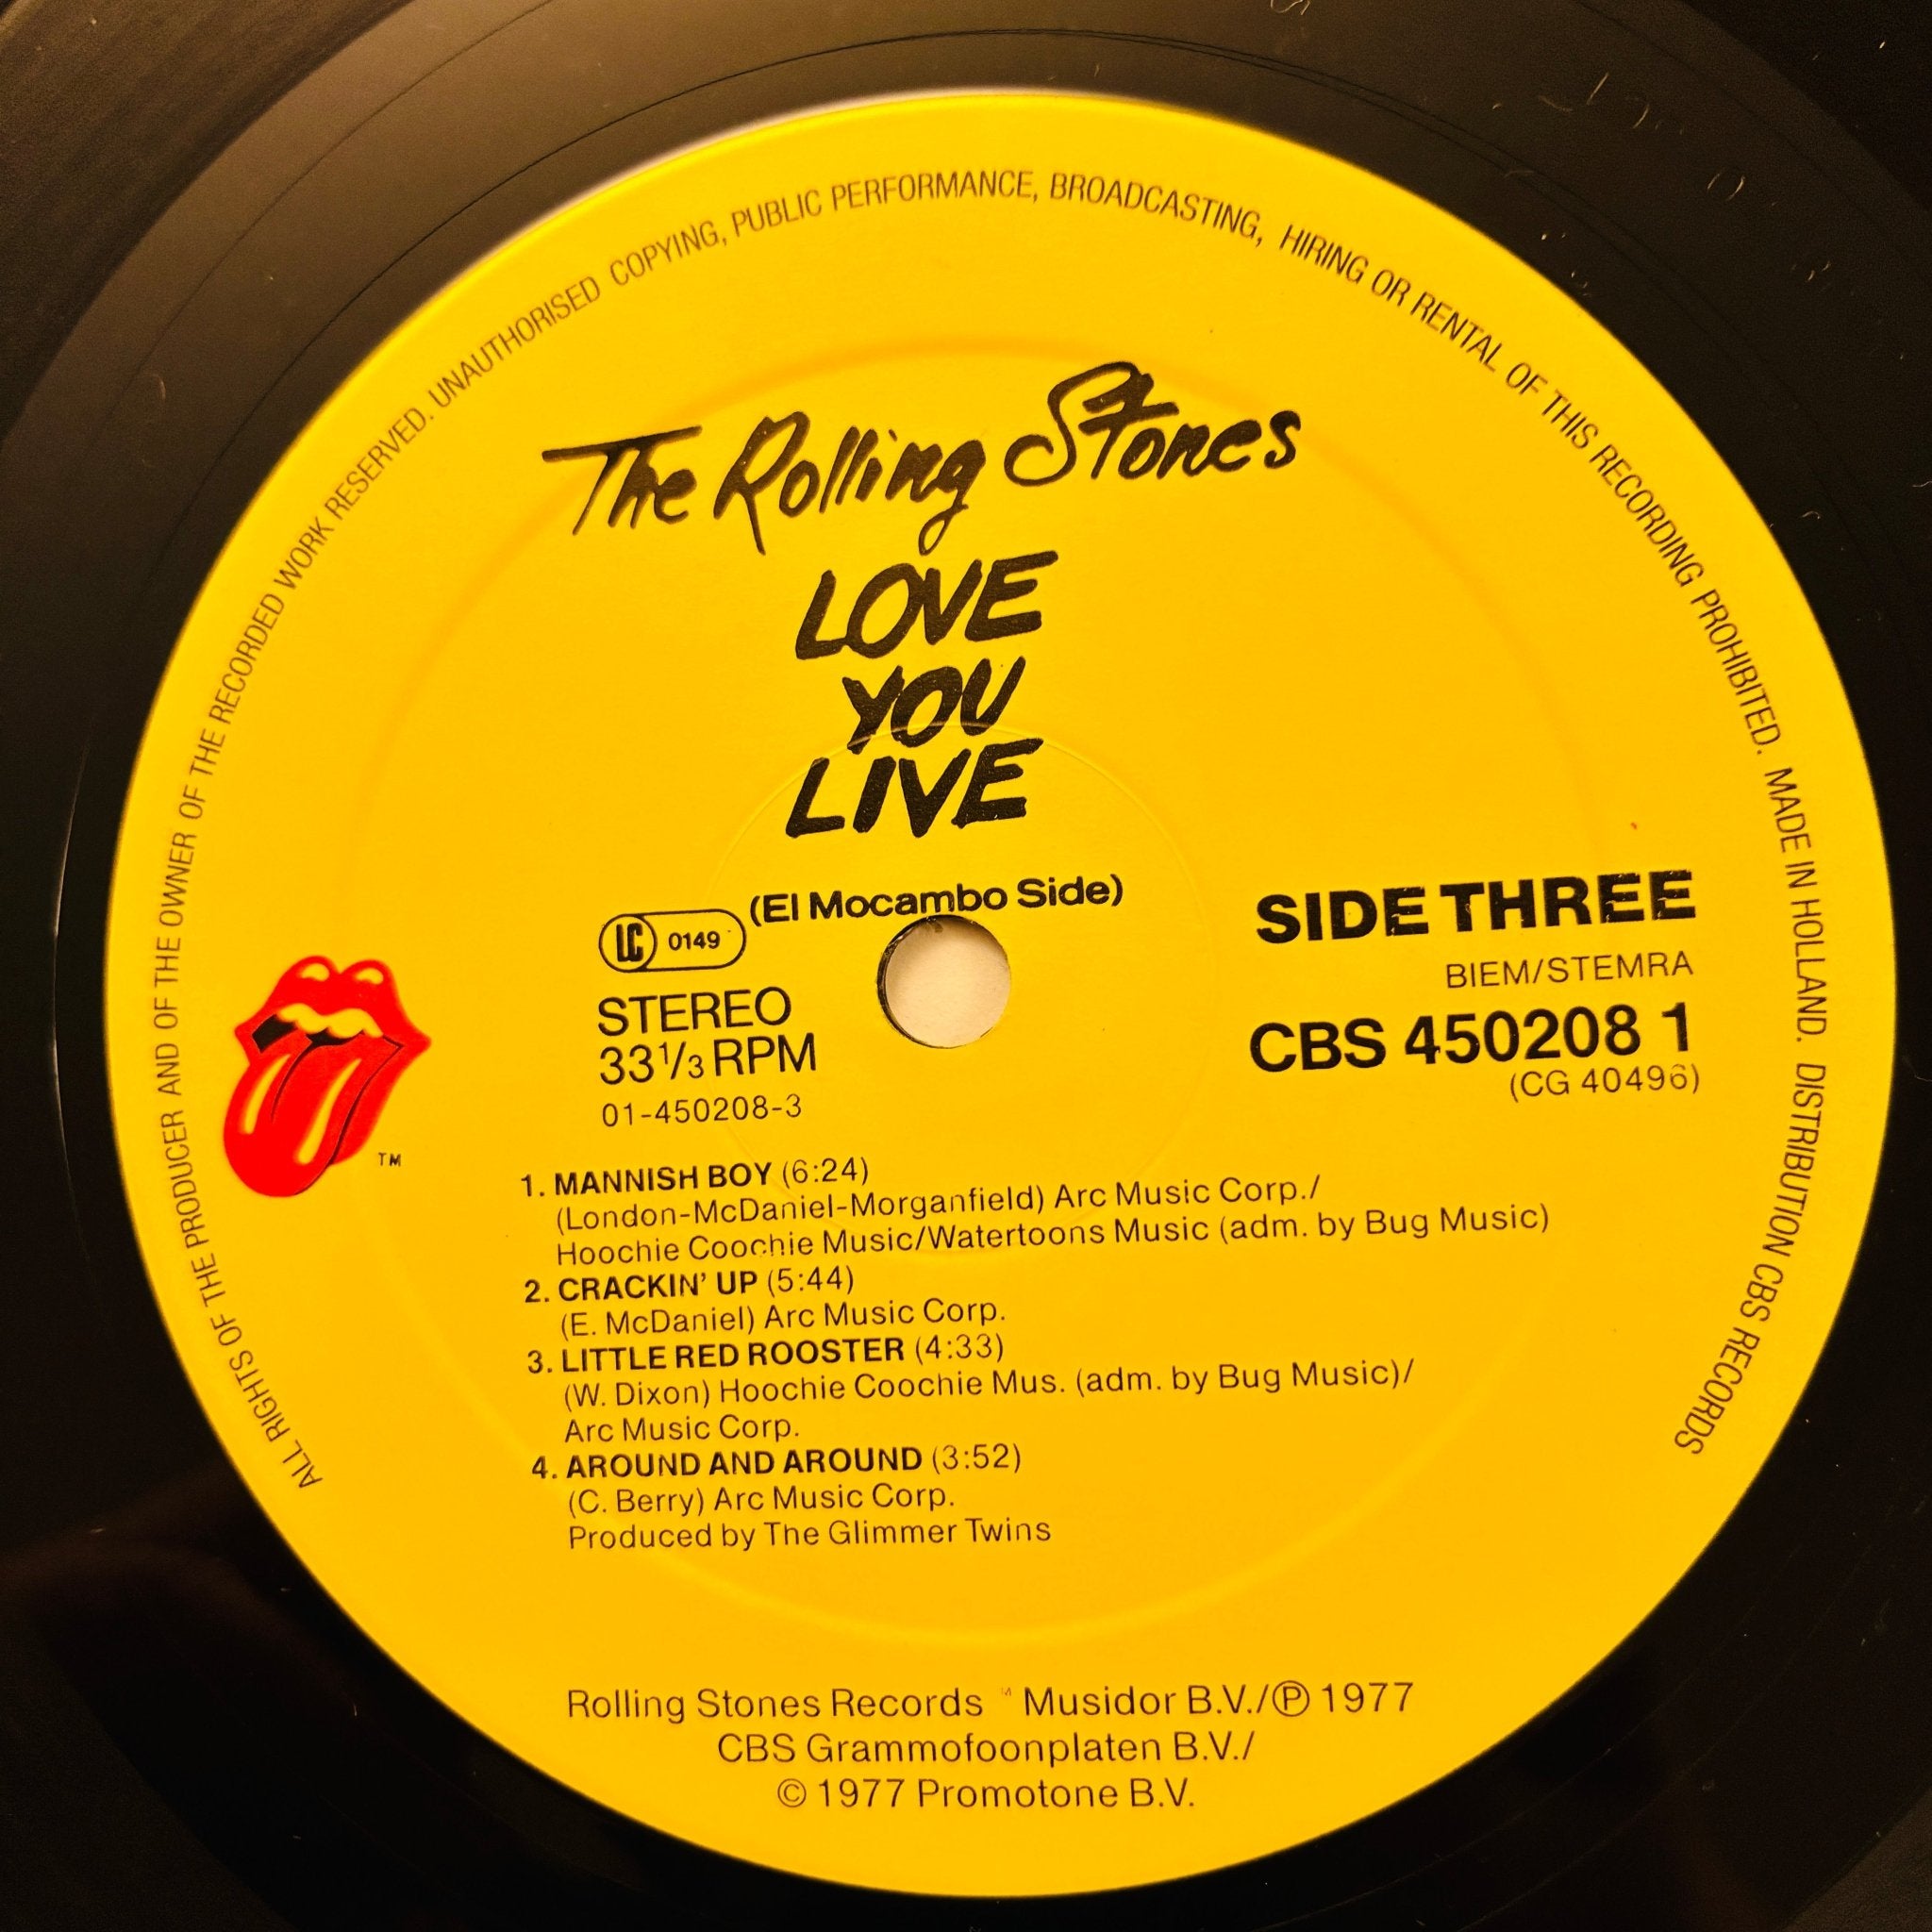 ALL RIGHTS OF THE PRODUCER AND OF THE OWNER OF THE RECORDED WORK RESERVED. UNAUTHORISED COPYING, PUBLIC PERFORMANCE, BROADCASTING, HIRING OR RENTAL OF THIS RECORDING PROHIBITED. MADE IN HOLLAND. DISTRIBUTION CBS RECORDS
The Rolling Stones
LOVE
YOU
LIVE
(El Mocambo Side)
LC 0149
STEREO
33 1/3 RPM
01-450208-3
SIDE THREE
BIEM/STEMRA
CBS 450208 1
(CG 40496)
TM
1. MANNISH BOY (6:24)
(London-McDaniel-Morganfield) Arc Music Corp./
Hoochie Coochie Music/Watertoons Music (adm. by Bug Music)
2. CRACKIN' UP (5:44)
(E. McDaniel) Arc Music Corp.
3. LITTLE RED ROOSTER (4:33)
(W. Dixon) Hoochie Coochie Mus. (adm. by Bug Music)/
Arc Music Corp.
4. AROUND AND AROUND (3:52)
(C. Berry) Arc Music Corp.
Produced by The Glimmer Twins
Rolling Stones Records Musidor B.V./Ⓟ 1977
CBS Grammofoonplaten B.V./
© 1977 Promotone B.V.